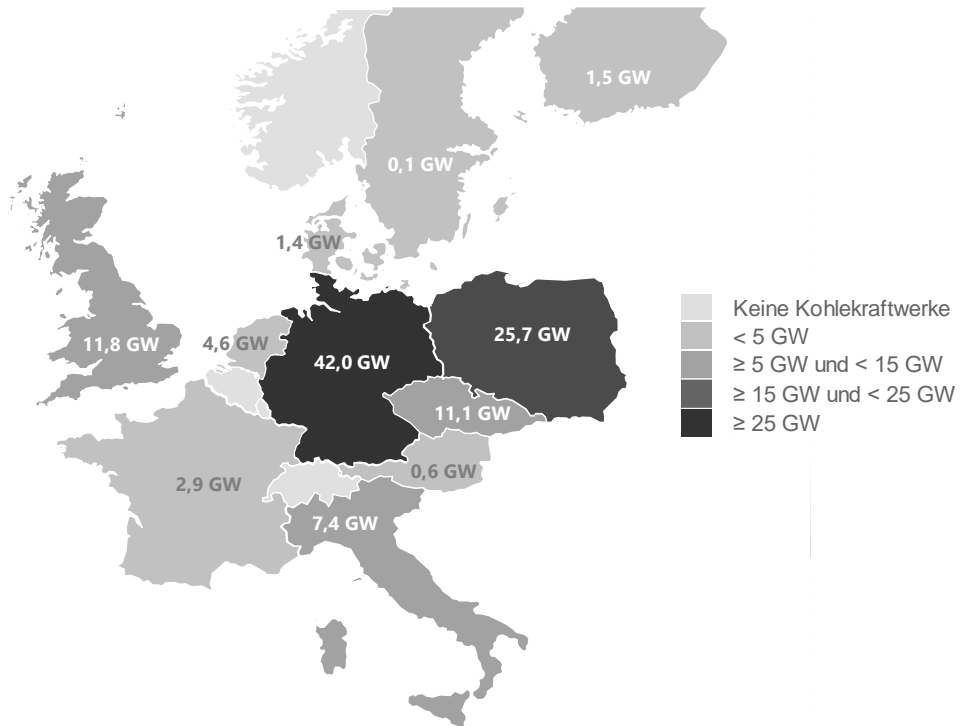 1,5 GW
0,1 GW
1,4 GW
25,7 GW
11,8 GW
4,6 GW
42,0 GW
11,1 GW
0,6 GW
2,9 GW
7,4 GW
Keine Kohlekraftwerke
< 5 GW
≥ 5 GW und < 15 GW
≥ 15 GW und < 25 GW
≥ 25 GW